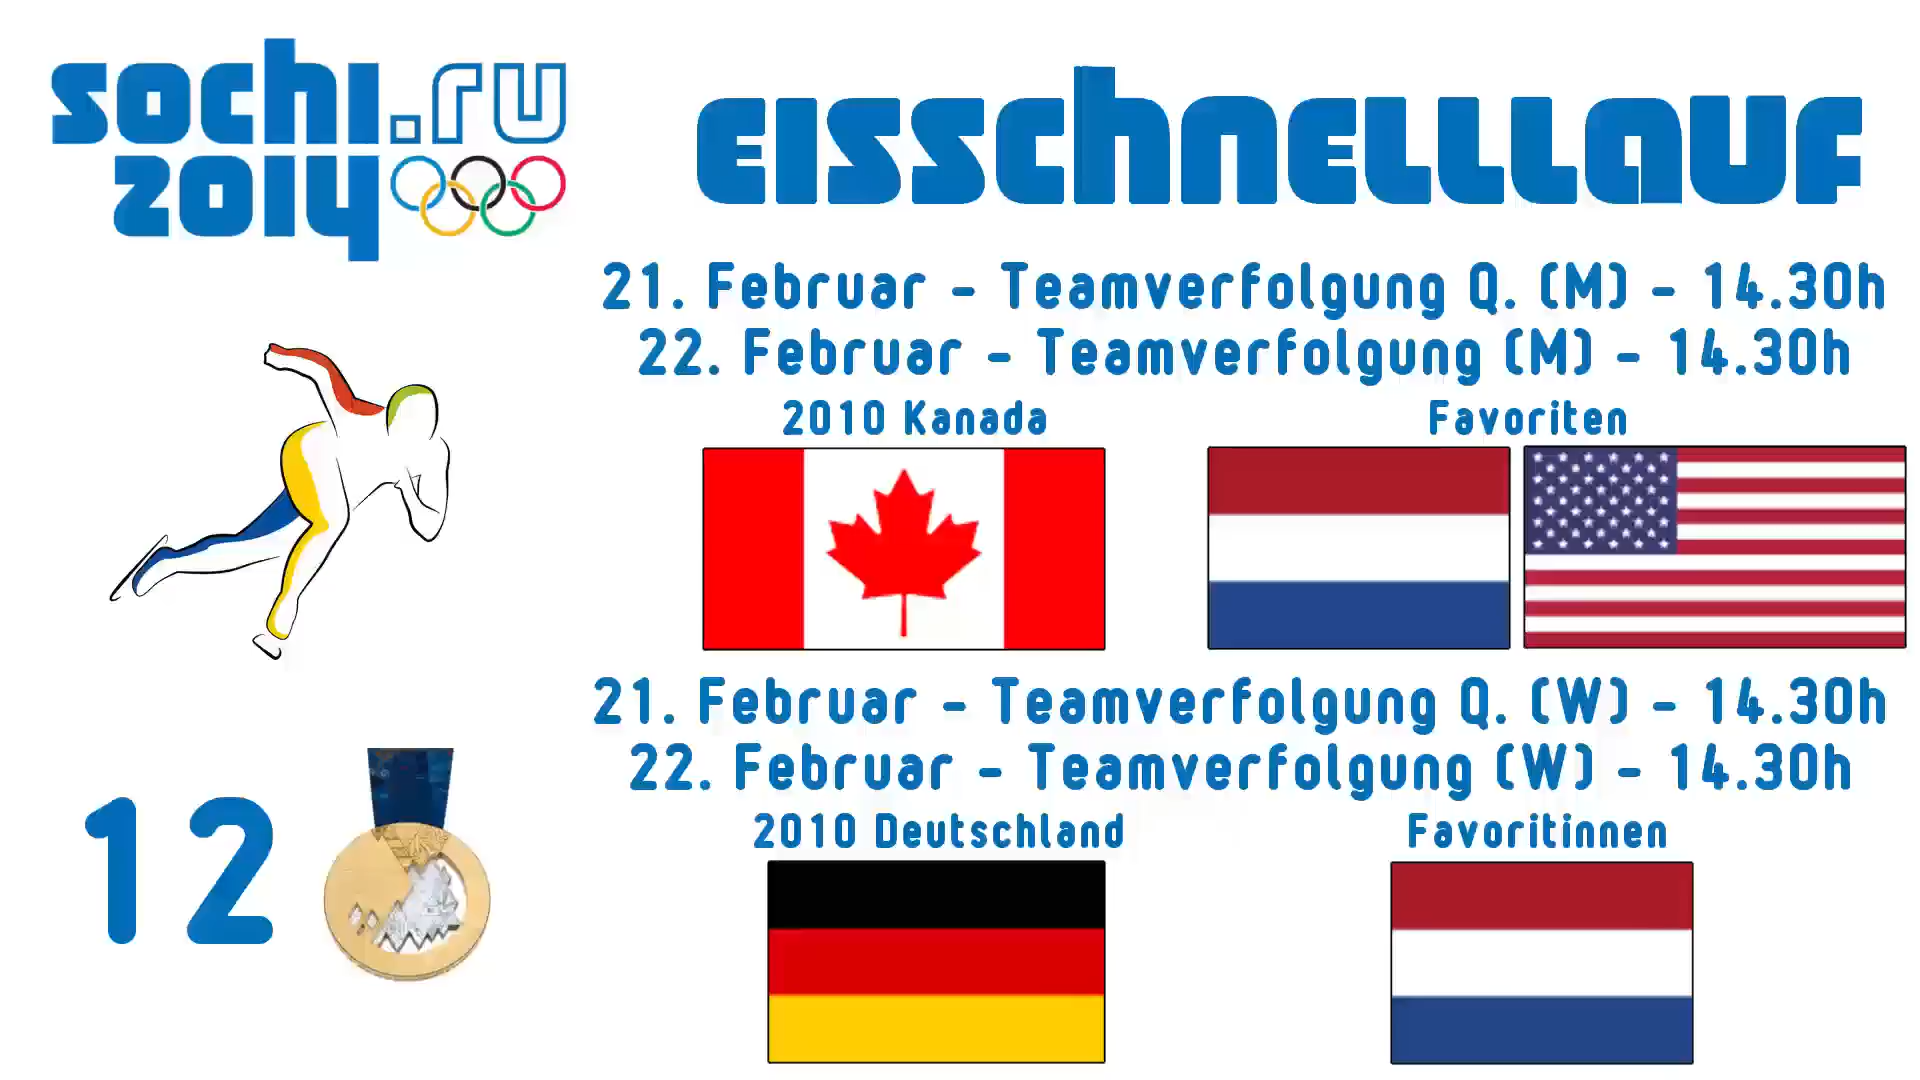 sochi.ru
2014
EISSCHNELLLAUF
21. Februar - Teamverfolgung Q. (M) - 14.30h
22. Februar - Teamverfolgung (M) - 14.30h
2010 Kanada
Favoriten
21. Februar - Teamverfolgung Q. (W) - 14.30h
22. Februar - Teamverfolgung (W) - 14.30h
2010 Deutschland
Favoritinnen
12